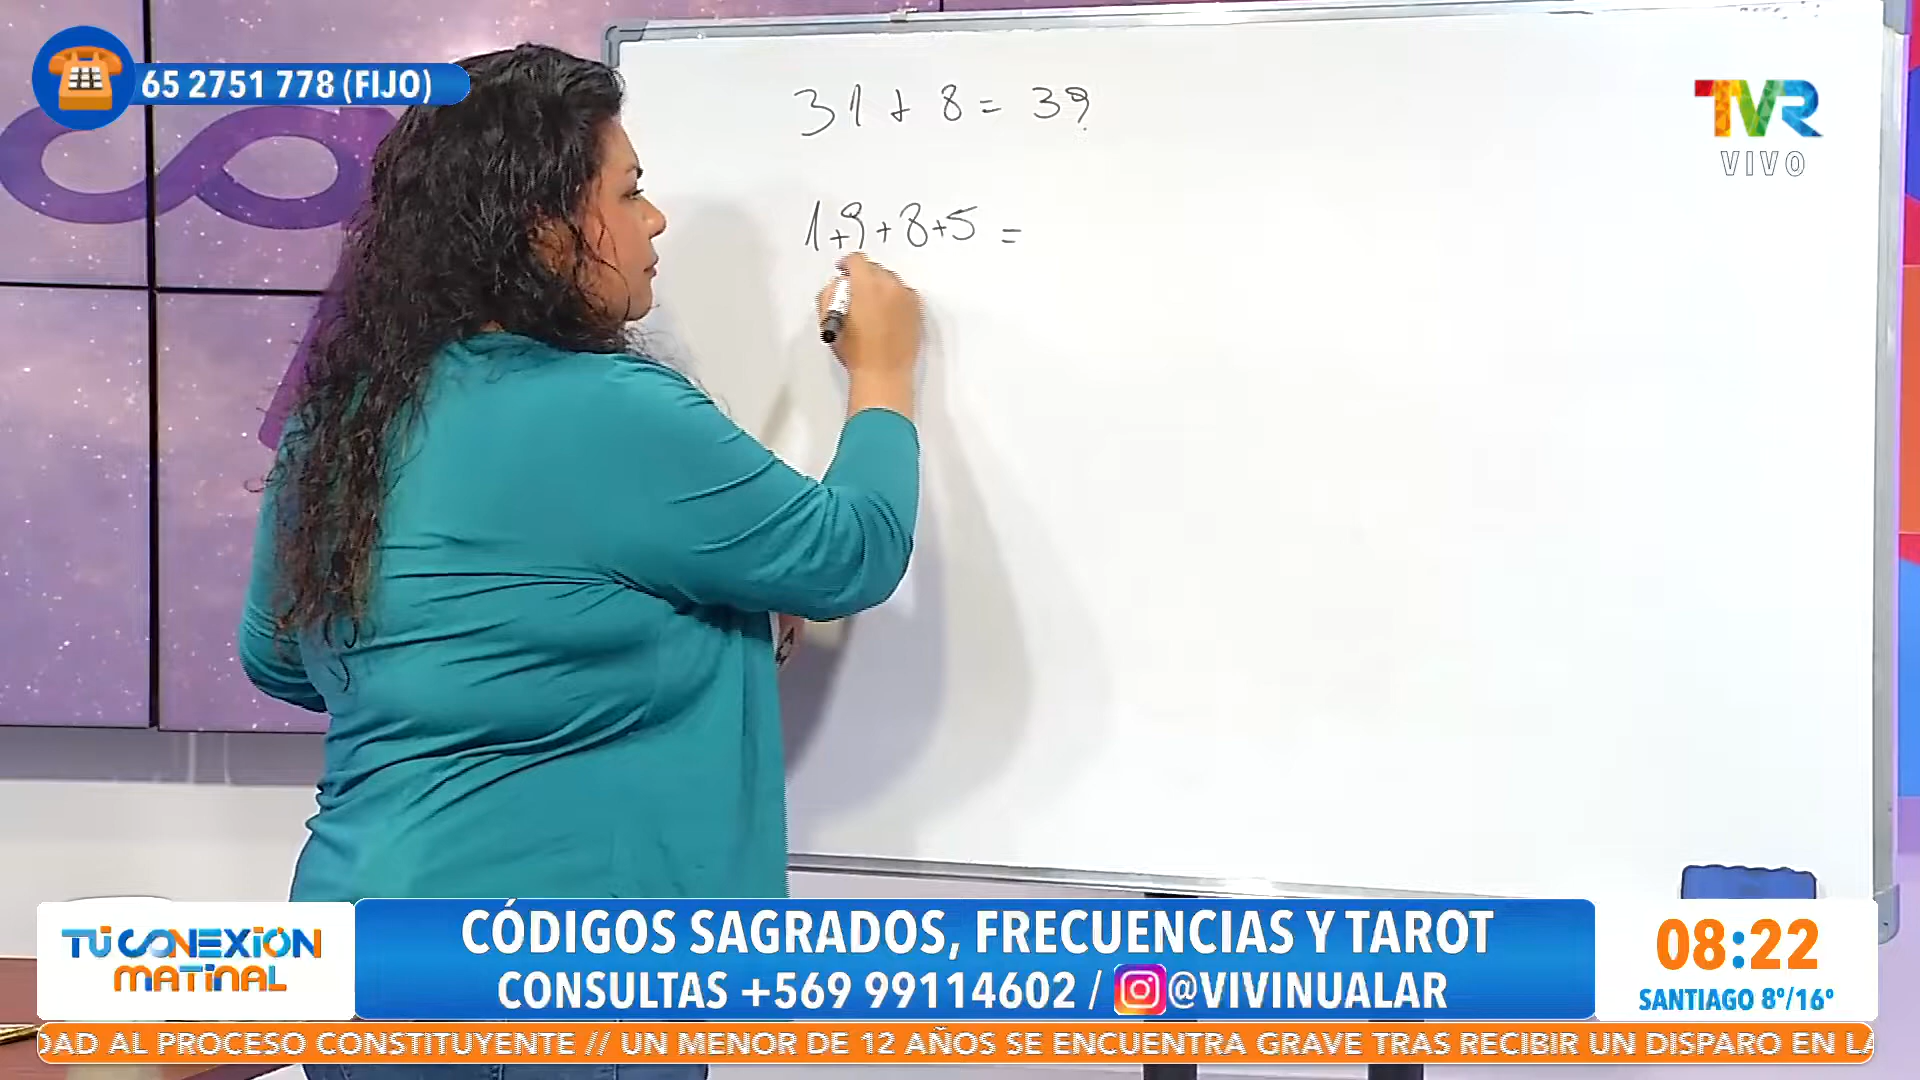 65 2751 778 (FIJO)
31 + 8 = 39
TVR
VIVO
1+9+8+5 =
TU CONEXIÓN
MATINAL
CÓDIGOS SAGRADOS, FRECUENCIAS Y TAROT
CONSULTAS +569 99114602 / @VIVINUALAR
08:22
SANTIAGO 8°/16°
DAD AL PROCESO CONSTITUYENTE // UN MENOR DE 12 AÑOS SE ENCUENTRA GRAVE TRAS RECIBIR UN DISPARO EN LA